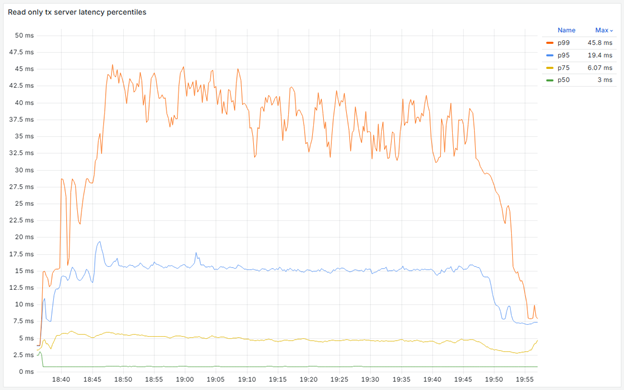 Read only tx server latency percentiles
50 ms
47.5 ms
45 ms
42.5 ms
40 ms
37.5 ms
35 ms
32.5 ms
30 ms
27.5 ms
25 ms
22.5 ms
20 ms
17.5 ms
15 ms
12.5 ms
10 ms
7.5 ms
5 ms
2.5 ms
0 ms
18:40 18:45 18:50 18:55 19:00 19:05 19:10 19:15 19:20 19:25 19:30 19:35 19:40 19:45 19:50 19:55
Name Max
p99 45.8 ms
p95 19.4 ms
p75 6.07 ms
p50 3 ms